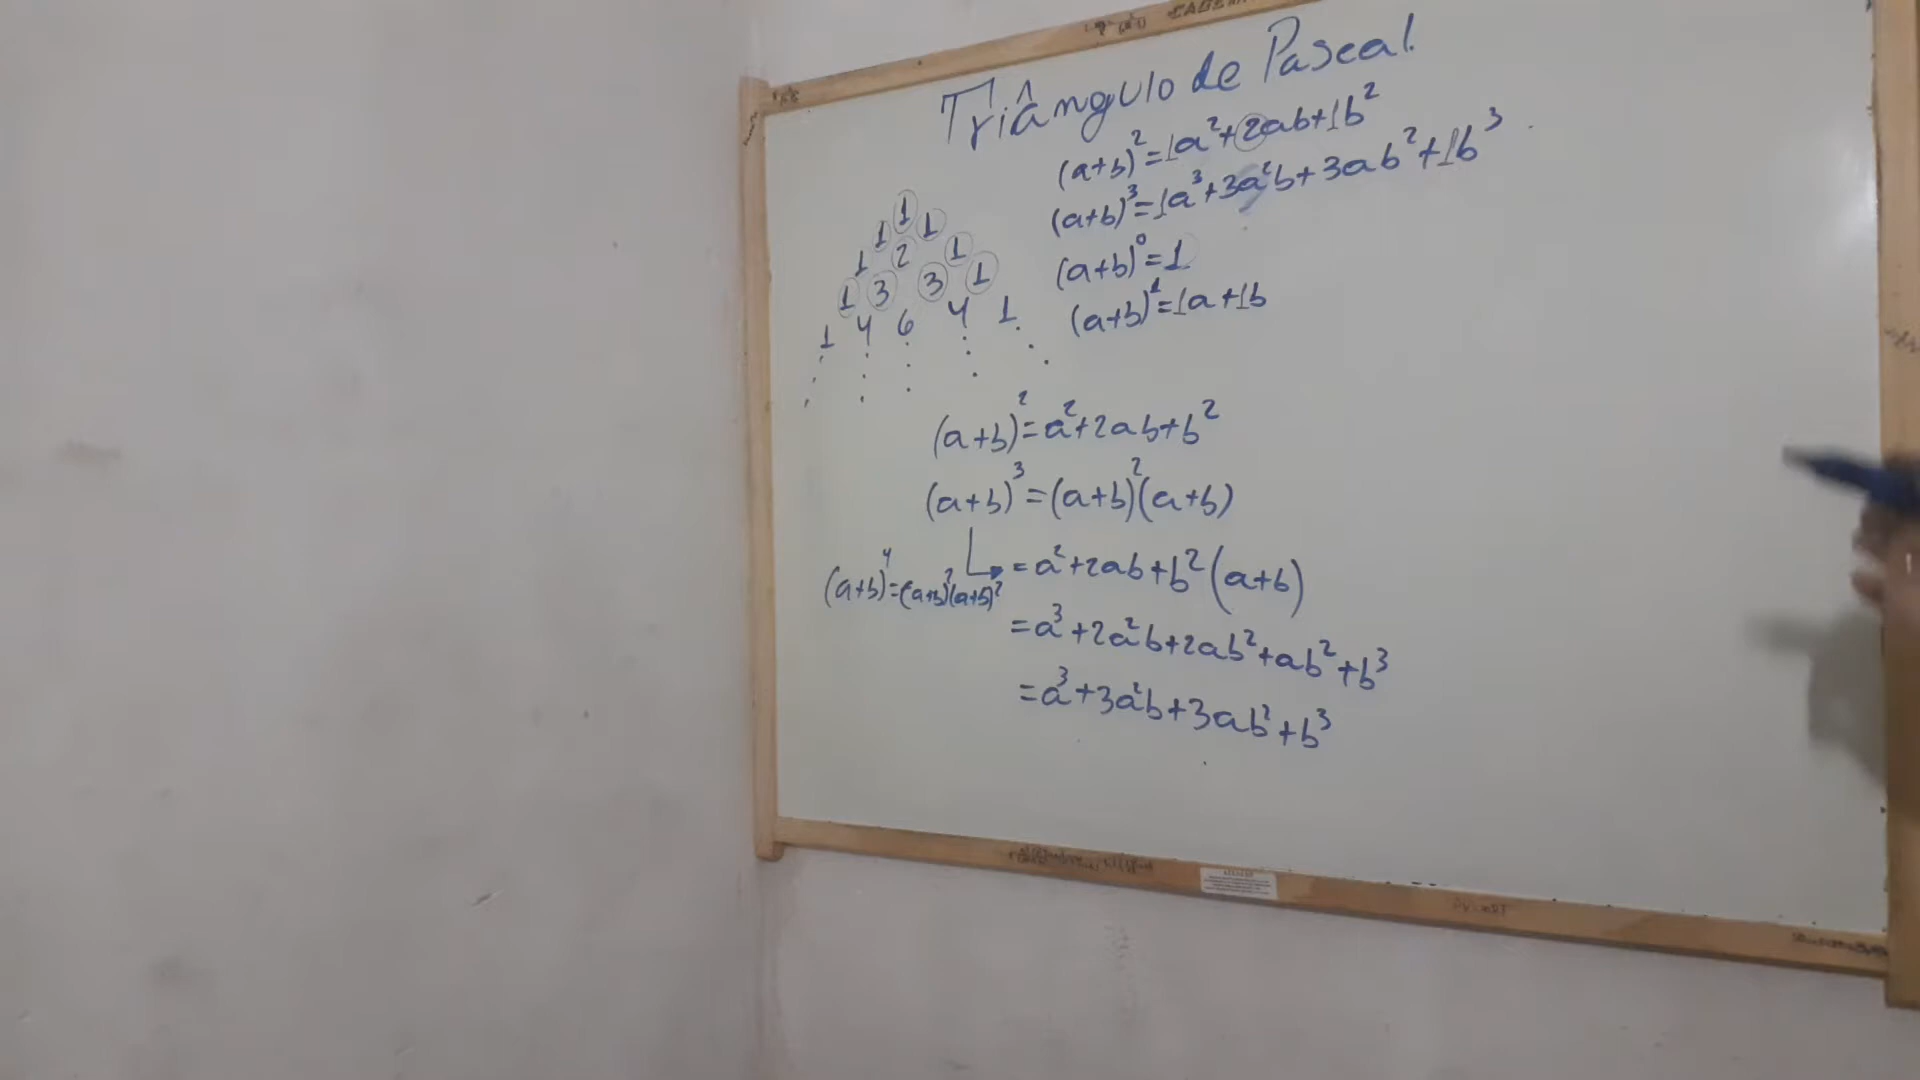 Triângulo de Pascal
(a+b)²=1a²+2ab+1b²
(a+b)³=1a³+3a²b+3ab²+1b³
(a+b)⁰=1
(a+b)¹=1a+1b
1
1 1
1 2 1
1 3 3 1
1 4 6 4 1
(a+b)²=a²+2ab+b²
(a+b)³=(a+b)²(a+b)
=a²+2ab+b²(a+b)
(a+b)⁴=(a+b)²(a+b)²
=a³+2a²b+2ab²+ab²+b³
=a³+3a²b+3ab²+b³